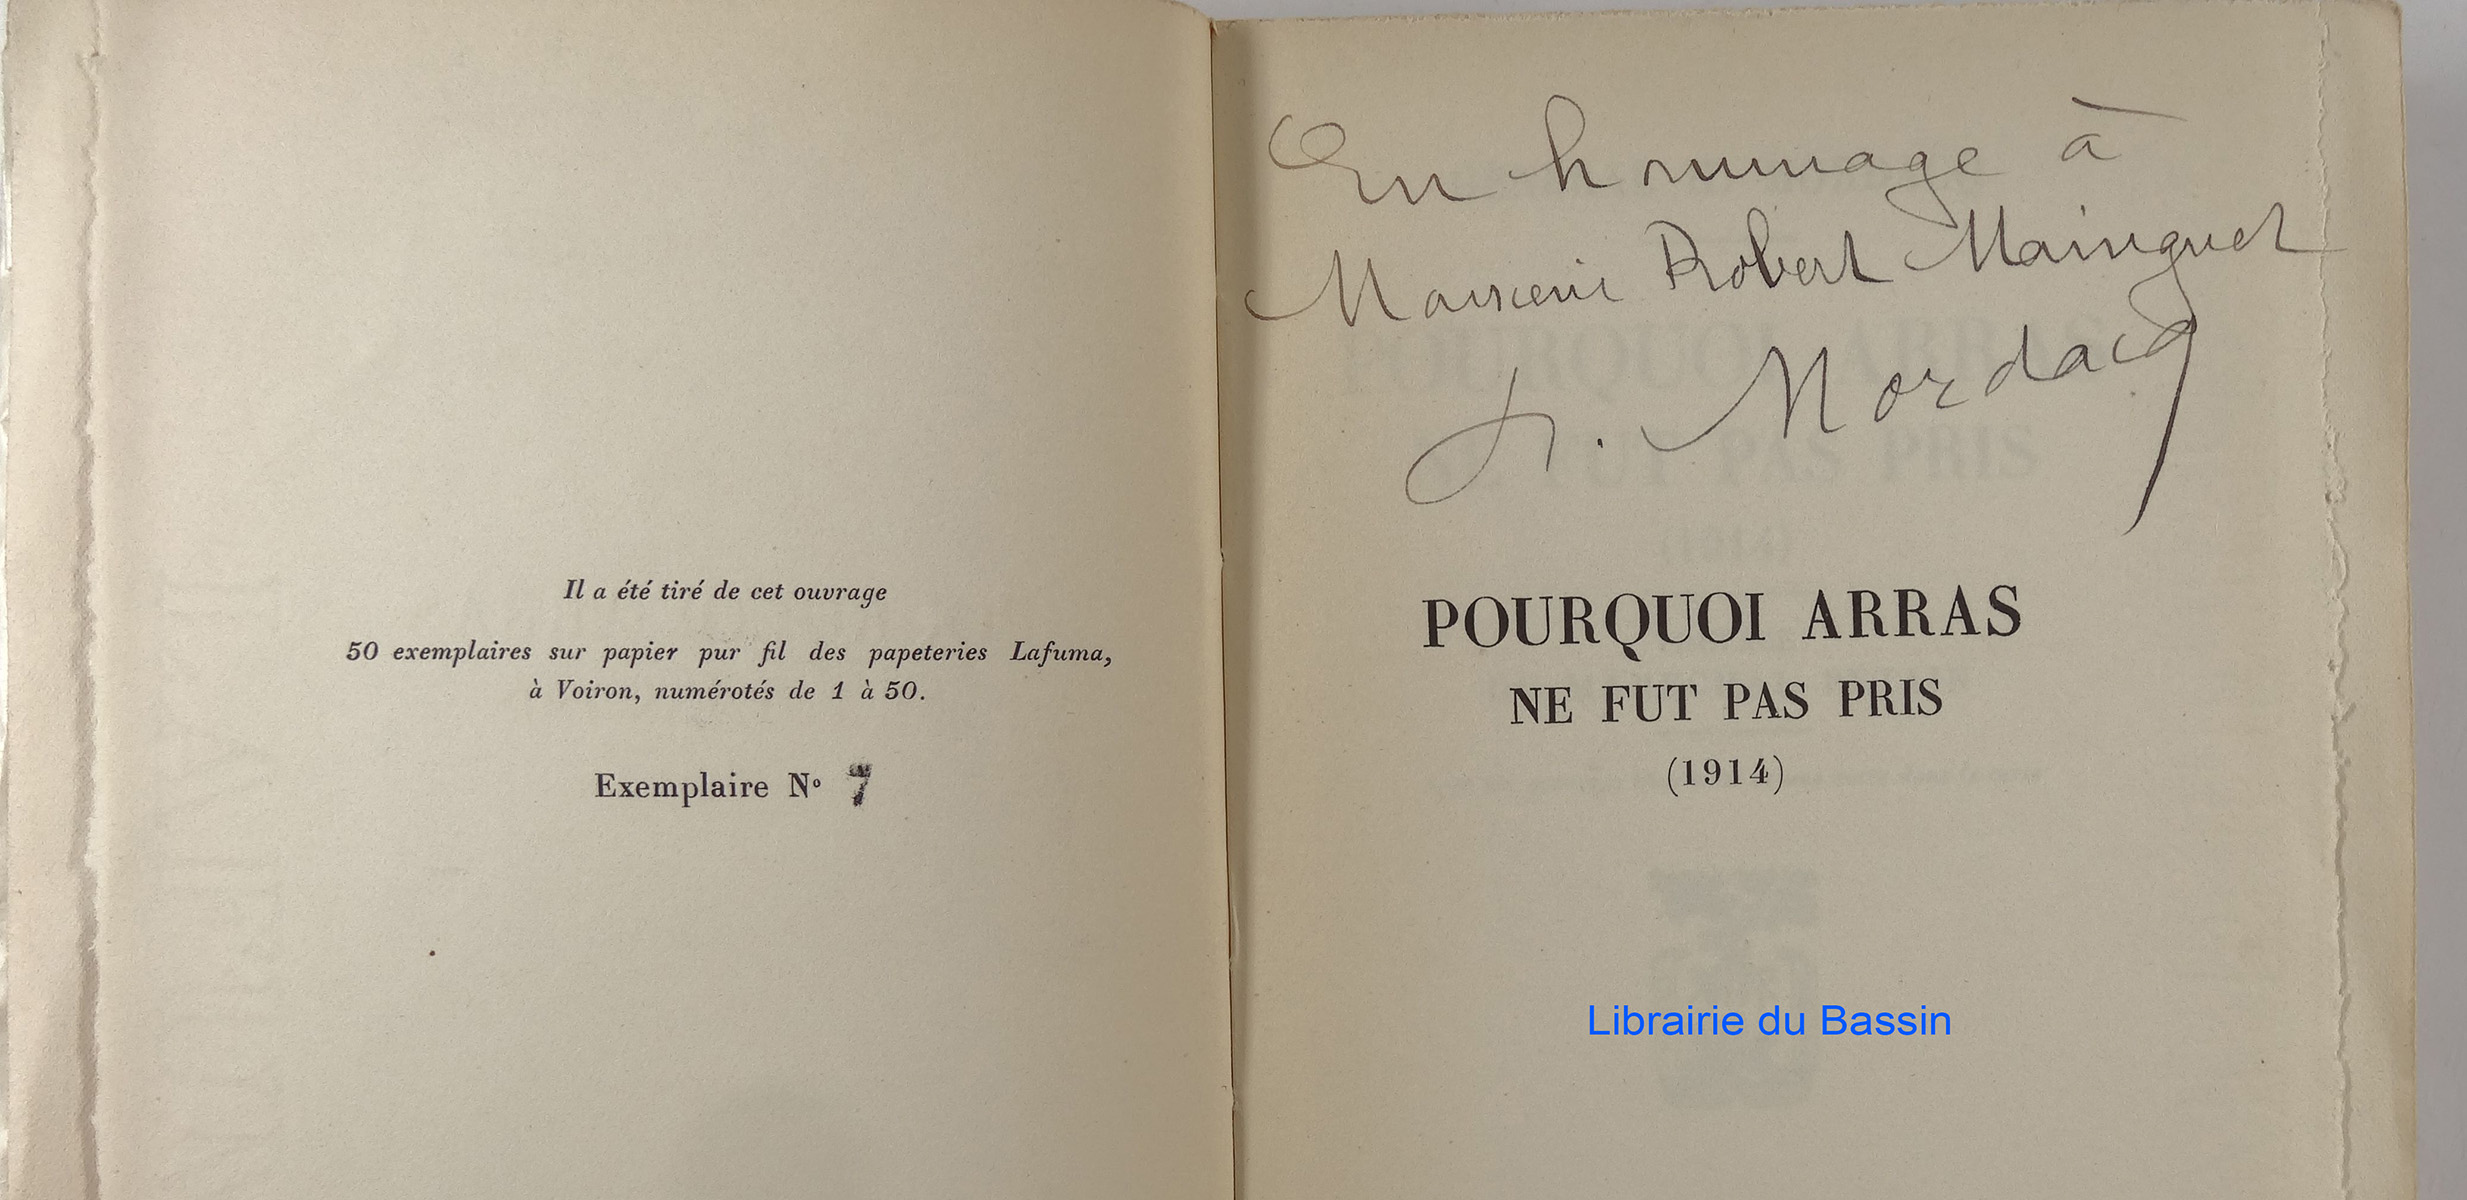 Il a été tiré de cet ouvrage
50 exemplaires sur papier pur fil des papeteries Lafuma,
à Voiron, numérotés de 1 à 50.
Exemplaire Nº 7
En hommage à
Monsieur Robert Mainguet
Mordacq
POURQUOI ARRAS
NE FUT PAS PRIS
(1914)
Librairie du Bassin